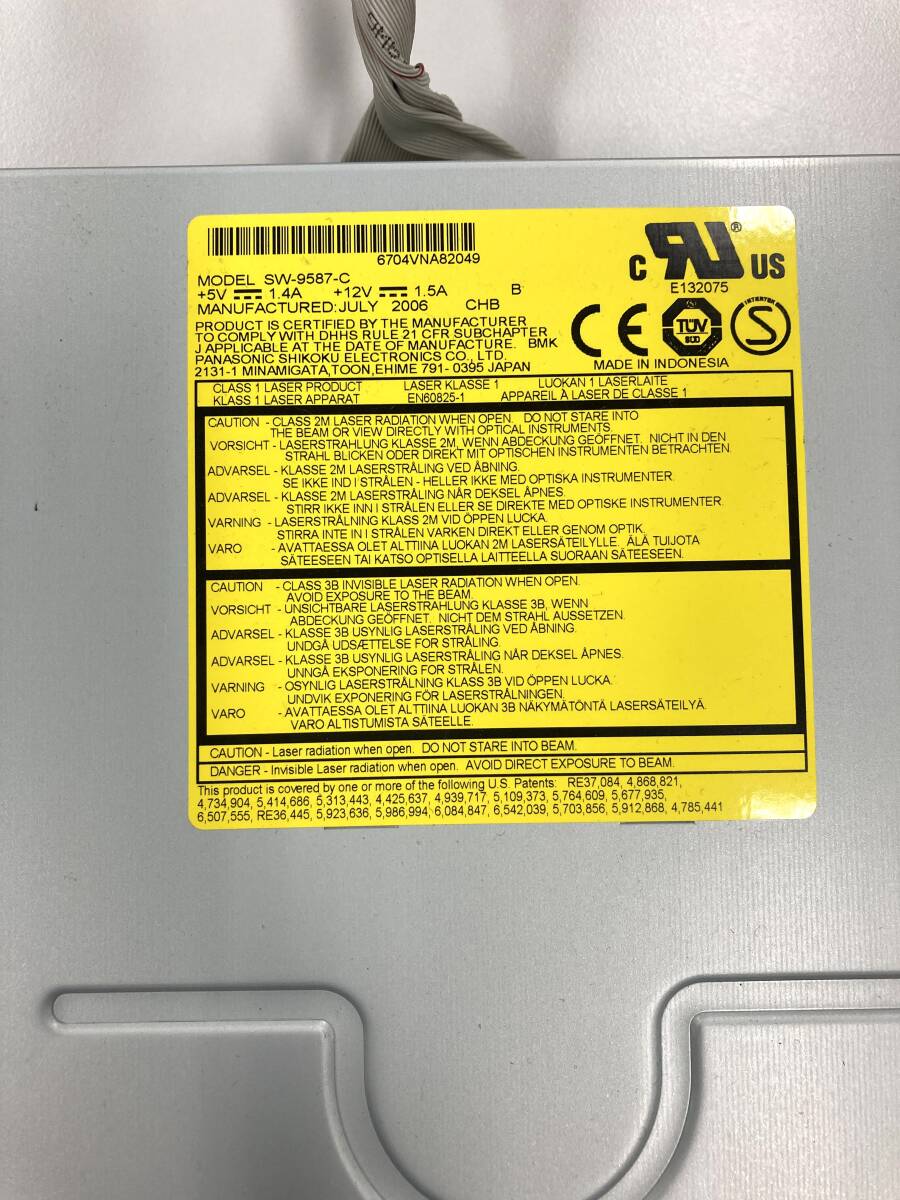 6704VNA82049
MODEL SW-9587-C
+5V 1.4A +12V 1.5A B
MANUFACTURED: JULY 2006 CHB
C RU® US
E132075
PRODUCT IS CERTIFIED BY THE MANUFACTURER
TO COMPLY WITH DHHS RULE 21 CFR SUBCHAPTER
J APPLICABLE AT THE DATE OF MANUFACTURE. BMK
PANASONIC SHIKOKU ELECTRONICS CO., LTD.
2131-1 MINAMIGATA,TOON,EHIME 791- 0395 JAPAN
CE
TÜV
INTERTEK
S
MADE IN INDONESIA
CLASS 1 LASER PRODUCT LASER KLASSE 1 LUOKAN 1 LASERLAITE
KLASS 1 LASER APPARAT EN60825-1 APPAREIL À LASER DE CLASSE 1
CAUTION - CLASS 2M LASER RADIATION WHEN OPEN. DO NOT STARE INTO
THE BEAM OR VIEW DIRECTLY WITH OPTICAL INSTRUMENTS.
VORSICHT - LASERSTRAHLUNG KLASSE 2M, WENN ABDECKUNG GEÖFFNET. NICHT IN DEN
STRAHL BLICKEN ODER DIREKT MIT OPTISCHEN INSTRUMENTEN BETRACHTEN.
ADVARSEL - KLASSE 2M LASERSTRÅLING VED ÅBNING.
SE IKKE IND I STRÅLEN - HELLER IKKE MED OPTISKA INSTRUMENTER.
ADVARSEL - KLASSE 2M LASERSTRÅLING NÅR DEKSEL ÅPNES.
STIRR IKKE INN I STRÅLEN ELLER SE DIREKTE MED OPTISKE INSTRUMENTER.
VARNING - LASERSTRÅLNING KLASS 2M VID ÖPPEN LUCKA.
STIRRA INTE IN I STRÅLEN VARKEN DIREKT ELLER GENOM OPTIK.
VARO - AVATTAESSA OLET ALTTIINA LUOKAN 2M LASERSÄTEILYLLE. ÄLÄ TUIJOTA
SÄTEESEEN TAI KATSO OPTISELLA LAITTEELLA SUORAAN SÄTEESEEN.
CAUTION - CLASS 3B INVISIBLE LASER RADIATION WHEN OPEN.
AVOID EXPOSURE TO THE BEAM.
VORSICHT - UNSICHTBARE LASERSTRAHLUNG KLASSE 3B, WENN
ABDECKUNG GEÖFFNET. NICHT DEM STRAHL AUSSETZEN.
ADVARSEL - KLASSE 3B USYNLIG LASERSTRÅLING VED ÅBNING.
UNDGÅ UDSÆTTELSE FOR STRÅLING.
ADVARSEL - KLASSE 3B USYNLIG LASERSTRÅLING NÅR DEKSEL ÅPNES.
UNNGÅ EKSPONERING FOR STRÅLEN.
VARNING - OSYNLIG LASERSTRÅLNING KLASS 3B VID ÖPPEN LUCKA.
UNDVIK EXPONERING FÖR LASERSTRÅLNINGEN.
VARO - AVATTAESSA OLET ALTTIINA LUOKAN 3B NÄKYMÄTÖNTÄ LASERSÄTEILYÄ.
VARO ALTISTUMISTA SÄTEELLE.
CAUTION - Laser radiation when open. DO NOT STARE INTO BEAM.
DANGER - Invisible Laser radiation when open. AVOID DIRECT EXPOSURE TO BEAM.
This product is covered by one or more of the following U.S. Patents: RE37,084, 4,868,821,
4,734,904, 5,414,686, 5,313,443, 4,425,637, 4,939,717, 5,109,373, 5,764,609, 5,677,935,
6,507,555, RE36,445, 5,923,636, 5,986,994, 6,084,847, 6,542,039, 5,703,856, 5,912,868, 4,785,441